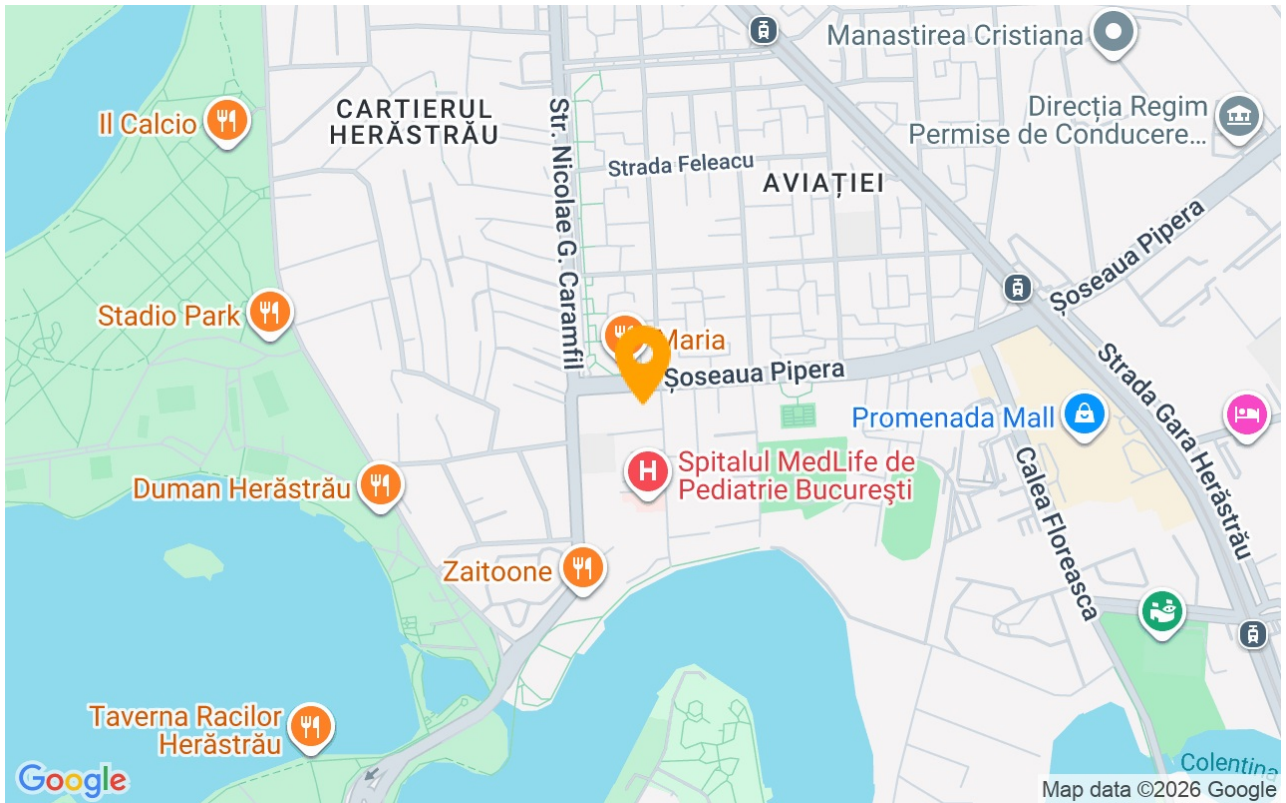 Manastirea Cristiana
Il Calcio
CARTIERUL
HERĂSTRĂU
Direcția Regim
Permise de Conducere...
Str. Nicolae G. Caramfil
Strada Feleacu
AVIAȚIEI
Șoseaua Pipera
Stadio Park
Maria
Șoseaua Pipera
Strada Gara Herăstrău
Promenada Mall
Calea Floreasca
H
Spitalul MedLife de
Pediatrie Bucureşti
Duman Herăstrău
Zaitoone
Taverna Racilor
Herăstrău
Colentina
Google
Map data ©2026 Google